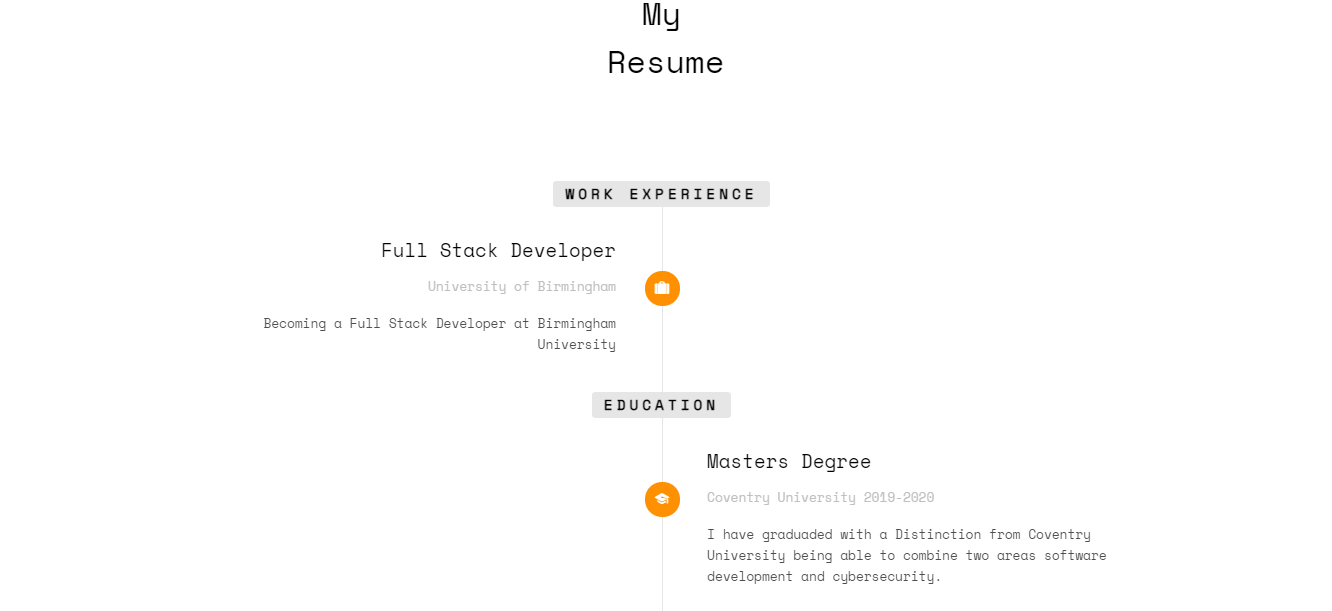 My
Resume
WORK EXPERIENCE
Full Stack Developer
University of Birmingham
Becoming a Full Stack Developer at Birmingham
University
EDUCATION
Masters Degree
Coventry University 2019-2020
I have graduaded with a Distinction from Coventry
University being able to combine two areas software
development and cybersecurity.